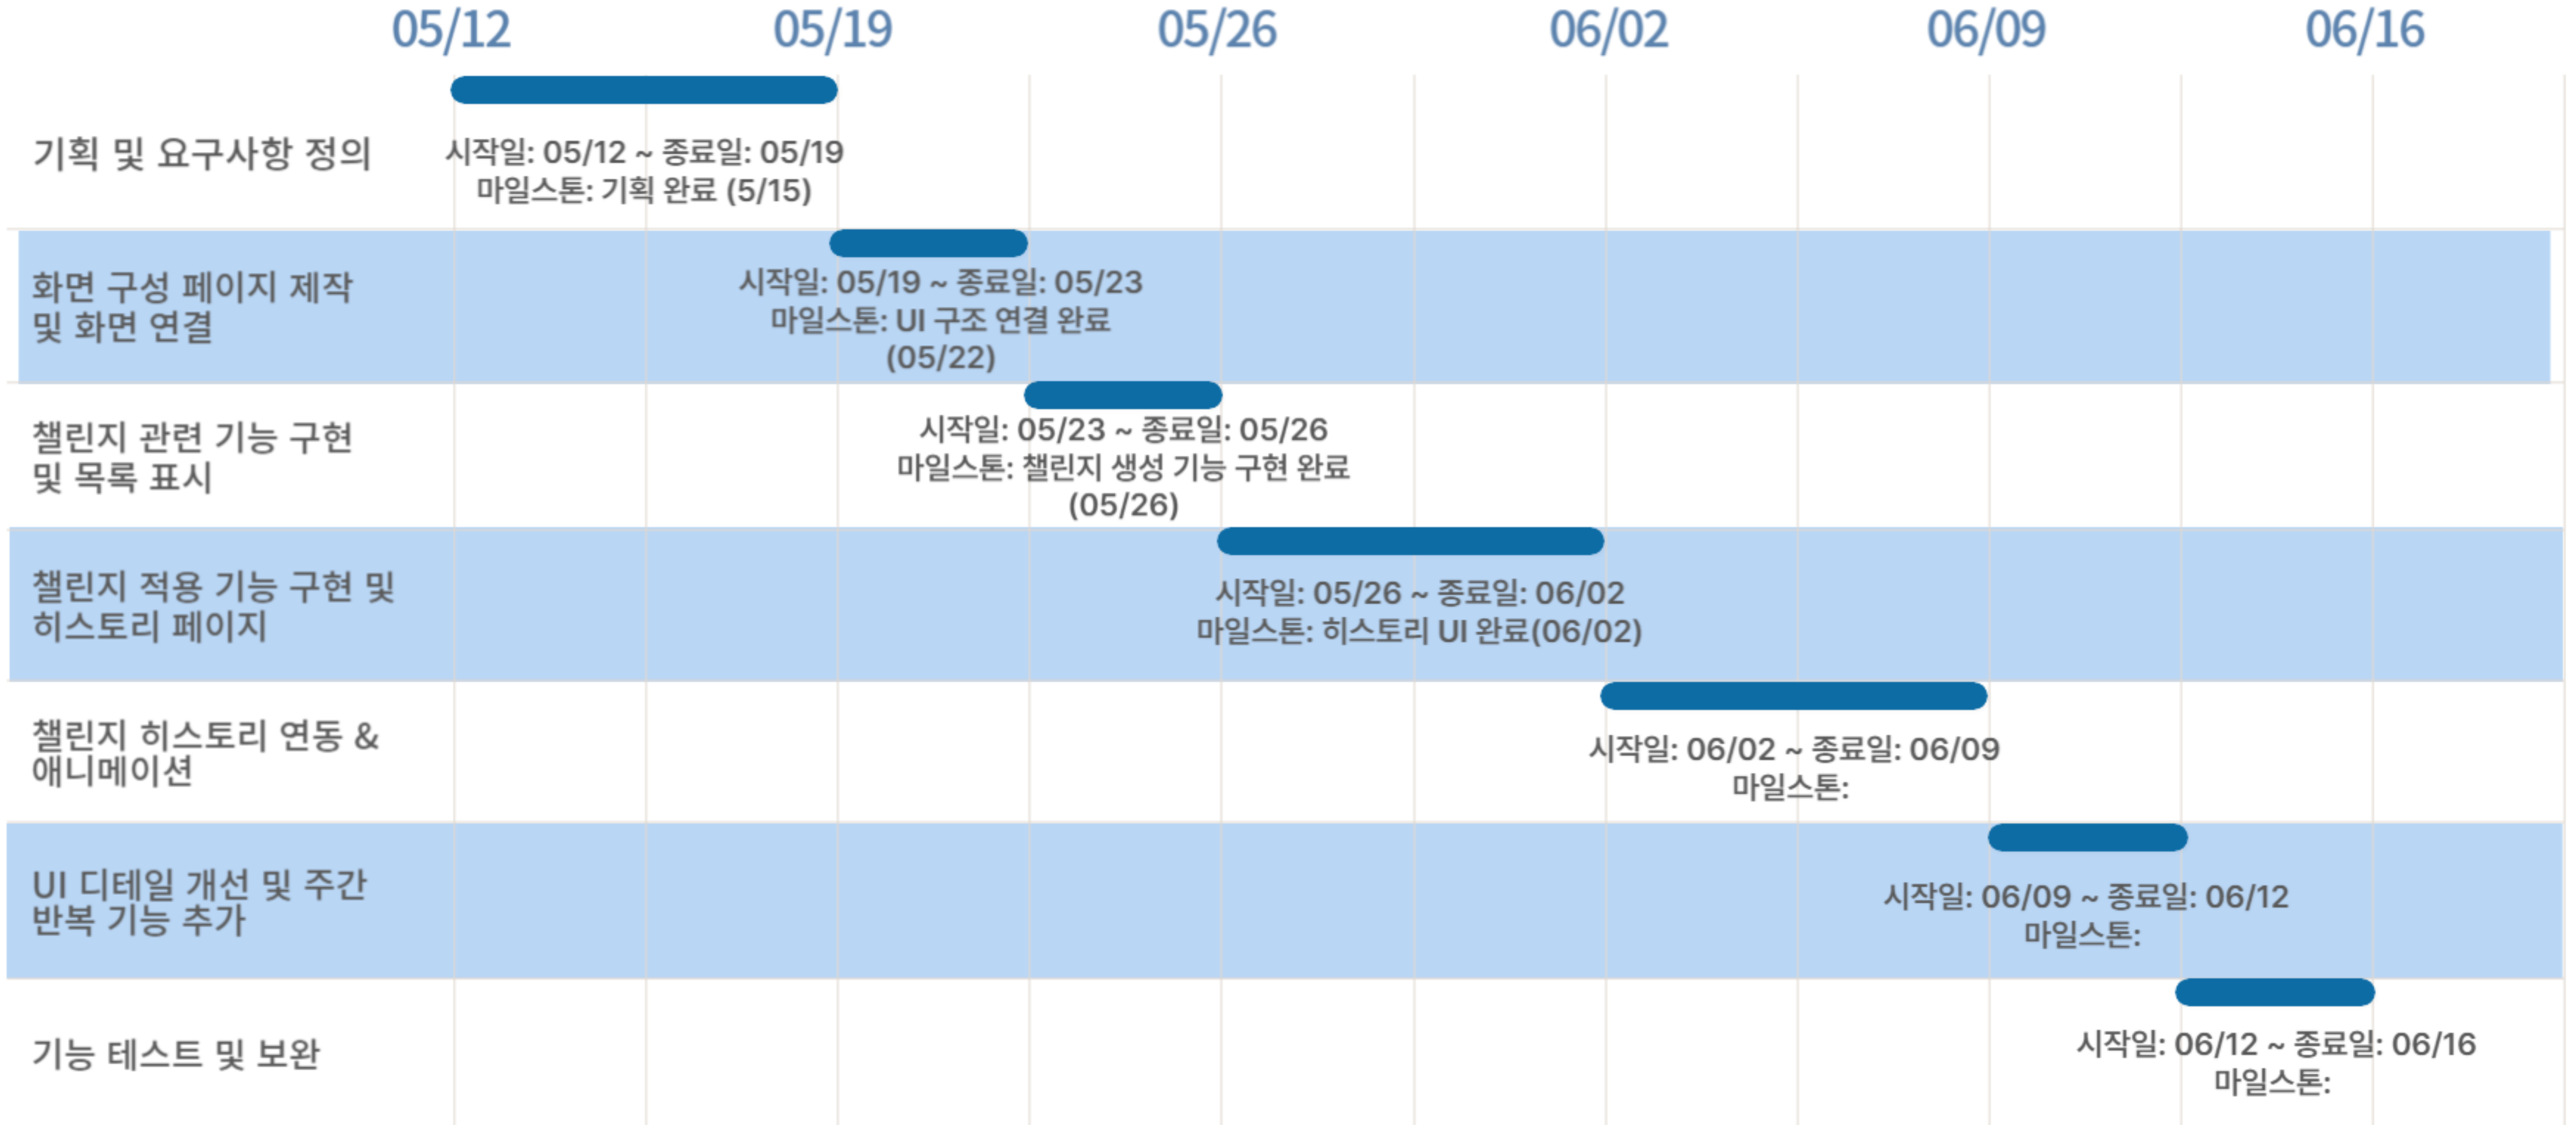 05/12 05/19 05/26 06/02 06/09 06/16
기획 및 요구사항 정의
시작일: 05/12 ~ 종료일: 05/19
마일스톤: 기획 완료 (5/15)
화면 구성 페이지 제작
및 화면 연결
시작일: 05/19 ~ 종료일: 05/23
마일스톤: UI 구조 연결 완료
(05/22)
챌린지 관련 기능 구현
및 목록 표시
시작일: 05/23 ~ 종료일: 05/26
마일스톤: 챌린지 생성 기능 구현 완료
(05/26)
챌린지 적용 기능 구현 및
히스토리 페이지
시작일: 05/26 ~ 종료일: 06/02
마일스톤: 히스토리 UI 완료(06/02)
챌린지 히스토리 연동 &
애니메이션
시작일: 06/02 ~ 종료일: 06/09
마일스톤:
UI 디테일 개선 및 주간
반복 기능 추가
시작일: 06/09 ~ 종료일: 06/12
마일스톤:
기능 테스트 및 보완
시작일: 06/12 ~ 종료일: 06/16
마일스톤: